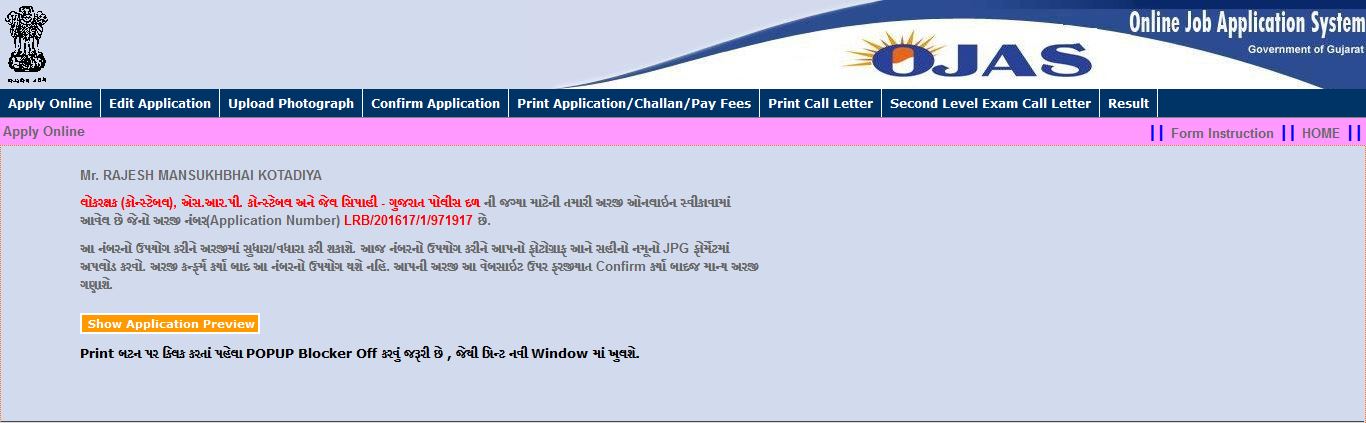 Online Job Application System
Government of Gujarat
OJAS
Apply Online Edit Application Upload Photograph Confirm Application Print Application/Challan/Pay Fees Print Call Letter Second Level Exam Call Letter Result
Apply Online || Form Instruction || HOME ||
Mr. RAJESH MANSUKHBHAI KOTADIYA
લોકરક્ષક (કોન્સ્ટેબલ), એસ.આર.પી. કોન્સ્ટેબલ અને જેલ સિપાહી - ગુજરાત પોલીસ દળ ની જગ્યા માટેની તમારી અરજી ઓનલાઇન સ્વીકાવામાં
આવેલ છે જેનો અરજી નંબર(Application Number) LRB/201617/1/971917 છે.
આ નંબરનો ઉપયોગ કરીને અરજીમાં સુધારા/વધારા કરી શકાશે. આજ નંબરનો ઉપયોગ કરીને આપનો ફોટોગ્રાફ આને સહીનો નમૂનો JPG ફોર્મેટમાં
અપલોડ કરવો. અરજી કન્ફર્મ કર્યા બાદ આ નંબરનો ઉપયોગ થશે નહિ. આપની અરજી આ વેબસાઇટ ઉપર ફરજીયાત Confirm કર્યા બાદજ માન્ય અરજી
ગણાશે.
Show Application Preview
Print બટન પર ક્લિક કરતાં પહેલા POPUP Blocker Off કરવું જરૂરી છે , જેથી પ્રિન્ટ નવી Window માં ખુલશે.